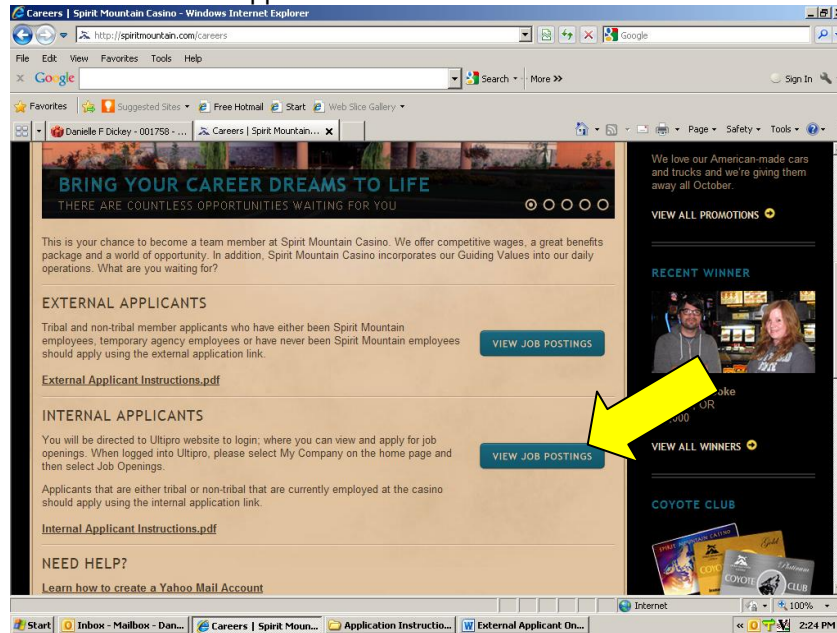 Careers | Spirit Mountain Casino - Windows Internet Explorer
http://spiritmountain.com/careers
Google
File Edit View Favorites Tools Help
x Google Search More >> Sign In
Favorites Suggested Sites Free Hotmail Start Web Slice Gallery
Danielle F Dickey - 001758 - ... Careers | Spirit Mountain... x Page Safety Tools
BRING YOUR CAREER DREAMS TO LIFE
THERE ARE COUNTLESS OPPORTUNITIES WAITING FOR YOU
This is your chance to become a team member at Spirit Mountain Casino. We offer competitive wages, a great benefits
package and a world of opportunity. In addition, Spirit Mountain Casino incorporates our Guiding Values into our daily
operations. What are you waiting for?
EXTERNAL APPLICANTS
Tribal and non-tribal member applicants who have either been Spirit Mountain
employees, temporary agency employees or have never been Spirit Mountain employees
should apply using the external application link.
VIEW JOB POSTINGS
External Applicant Instructions.pdf
INTERNAL APPLICANTS
You will be directed to Ultipro website to login; where you can view and apply for job
openings. When logged into Ultipro, please select My Company on the home page and
then select Job Openings.
VIEW JOB POSTINGS
Applicants that are either tribal or non-tribal that are currently employed at the casino
should apply using the internal application link.
Internal Applicant Instructions.pdf
NEED HELP?
Learn how to create a Yahoo Mail Account
We love our American-made cars
and trucks and we're giving them
away all October.
VIEW ALL PROMOTIONS
RECENT WINNER
OR
VIEW ALL WINNERS
COYOTE CLUB
SPIRIT MOUNTAIN CASINO
Gold
Platinum
COYOTE CLUB
Internet 100%
Start Inbox - Mailbox - Dan... Careers | Spirit Moun... Application Instructio... External Applicant On... 2:24 PM